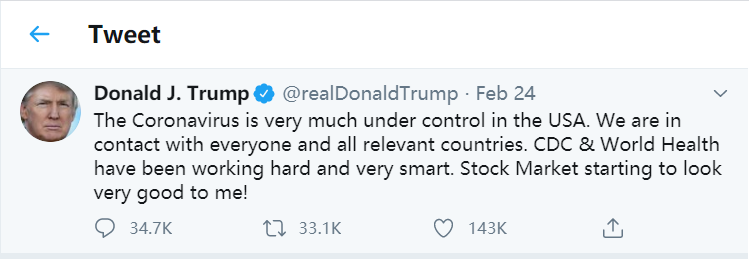 Tweet
Donald J. Trump @realDonaldTrump · Feb 24
The Coronavirus is very much under control in the USA. We are in
contact with everyone and all relevant countries. CDC & World Health
have been working hard and very smart. Stock Market starting to look
very good to me!
34.7K 33.1K 143K